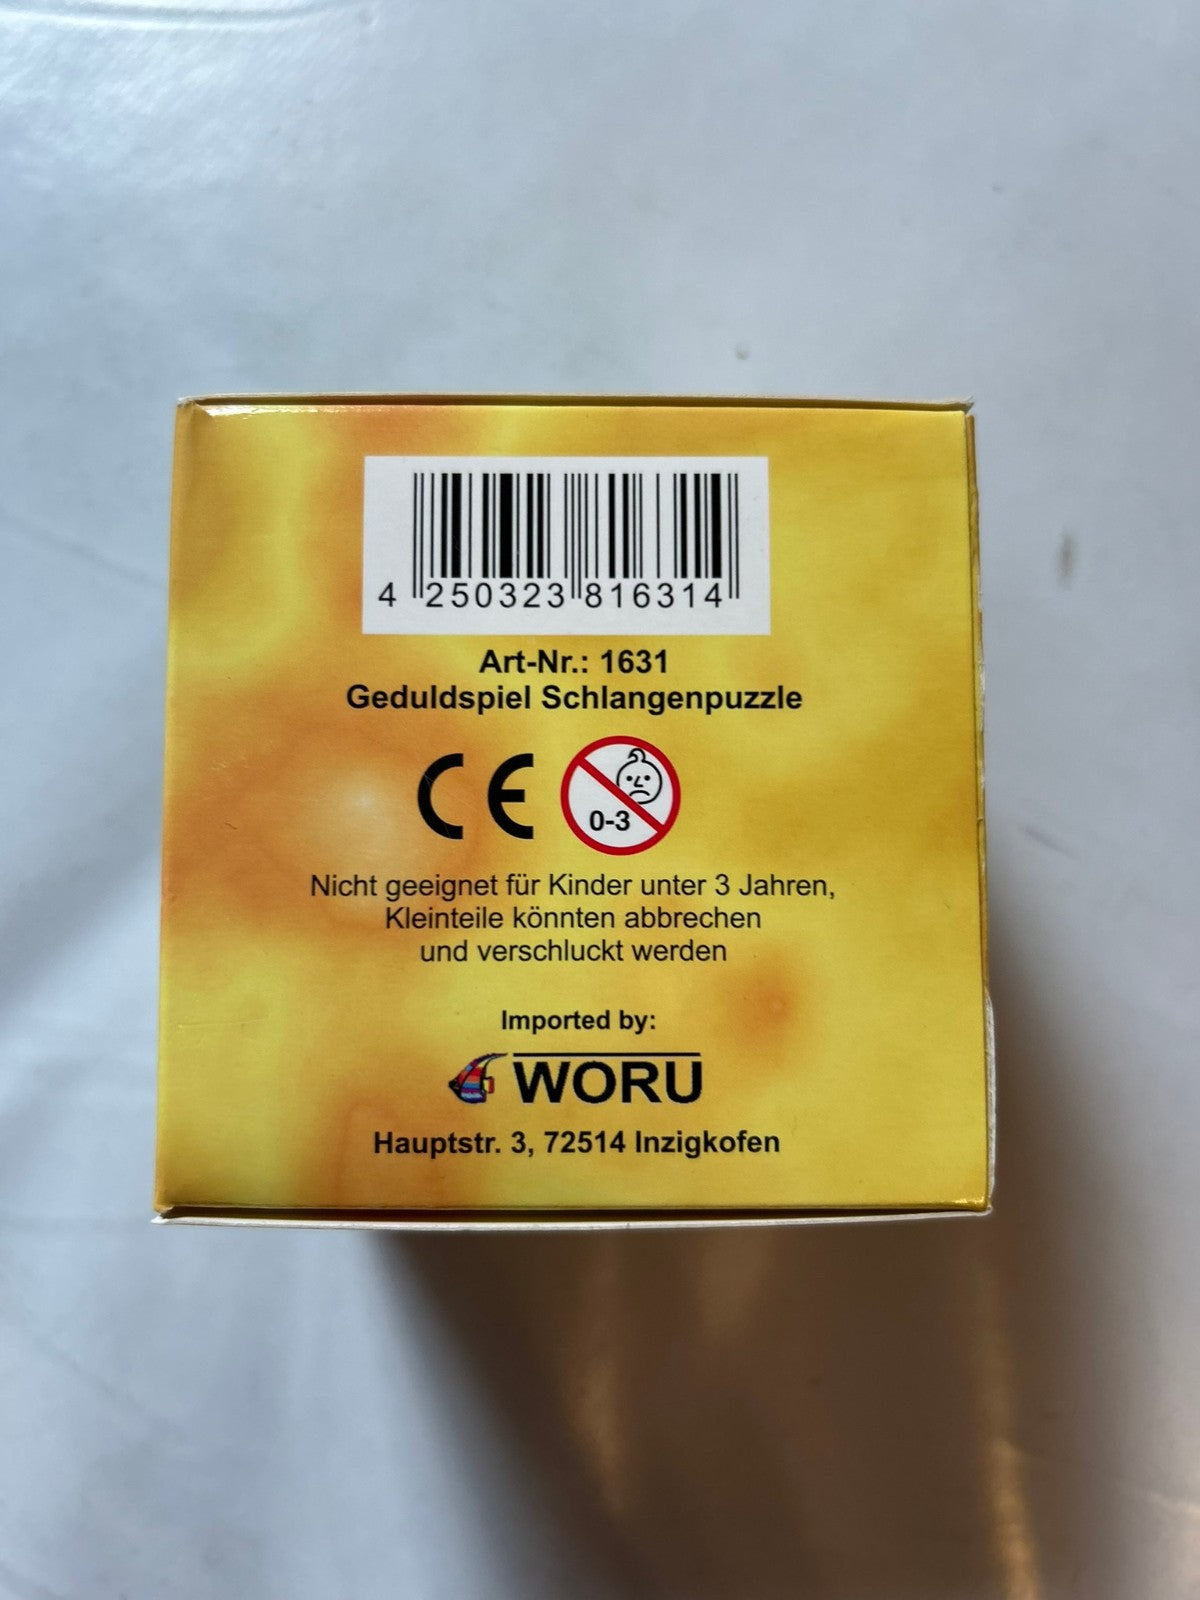 4 250323 816314
Art-Nr.: 1631
Geduldspiel Schlangenpuzzle
CE
0-3
Nicht geeignet für Kinder unter 3 Jahren,
Kleinteile könnten abbrechen
und verschluckt werden
Imported by:
WORU
Hauptstr. 3, 72514 Inzigkofen